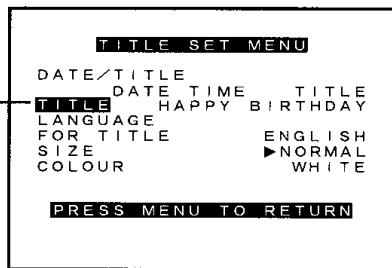 TITLE SET MENU
DATE/TITLE
DATE TIME TITLE
TITLE HAPPY BIRTHDAY
LANGUAGE
FOR TITLE ENGLISH
SIZE ▶NORMAL
COLOUR WHITE
PRESS MENU TO RETURN